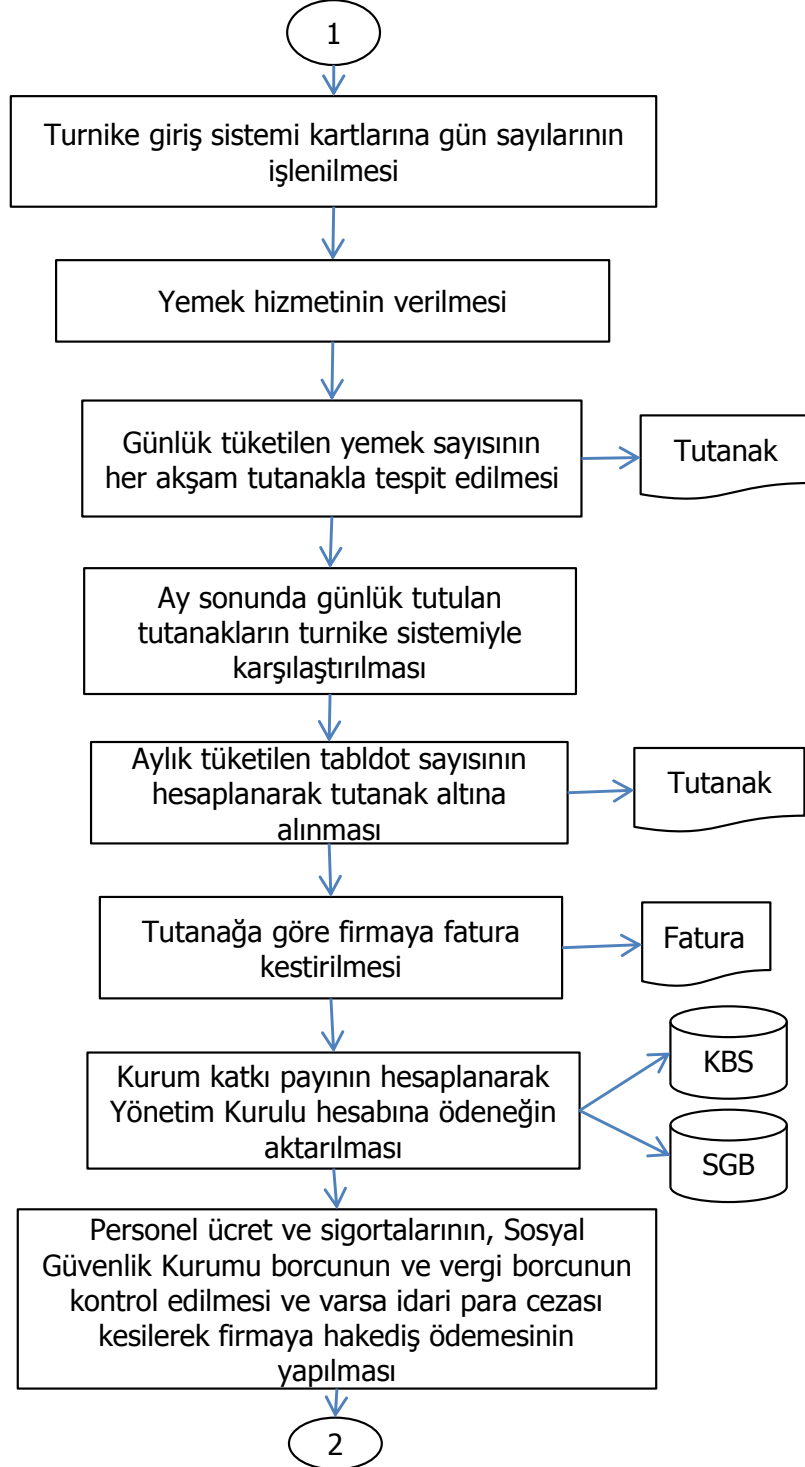 1
Turnike giriş sistemi kartlarına gün sayılarının
işlenilmesi
Yemek hizmetinin verilmesi
Günlük tüketilen yemek sayısının
her akşam tutanakla tespit edilmesi
Tutanak
Ay sonunda günlük tutulan
tutanakların turnike sistemiyle
karşılaştırılması
Aylık tüketilen tabldot sayısının
hesaplanarak tutanak altına
alınması
Tutanak
Tutanağa göre firmaya fatura
kestirilmesi
Fatura
Kurum katkı payının hesaplanarak
Yönetim Kurulu hesabına ödeneğin
aktarılması
KBS
SGB
Personel ücret ve sigortalarının, Sosyal
Güvenlik Kurumu borcunun ve vergi borcunun
kontrol edilmesi ve varsa idari para cezası
kesilerek firmaya hakediş ödemesinin
yapılması
2